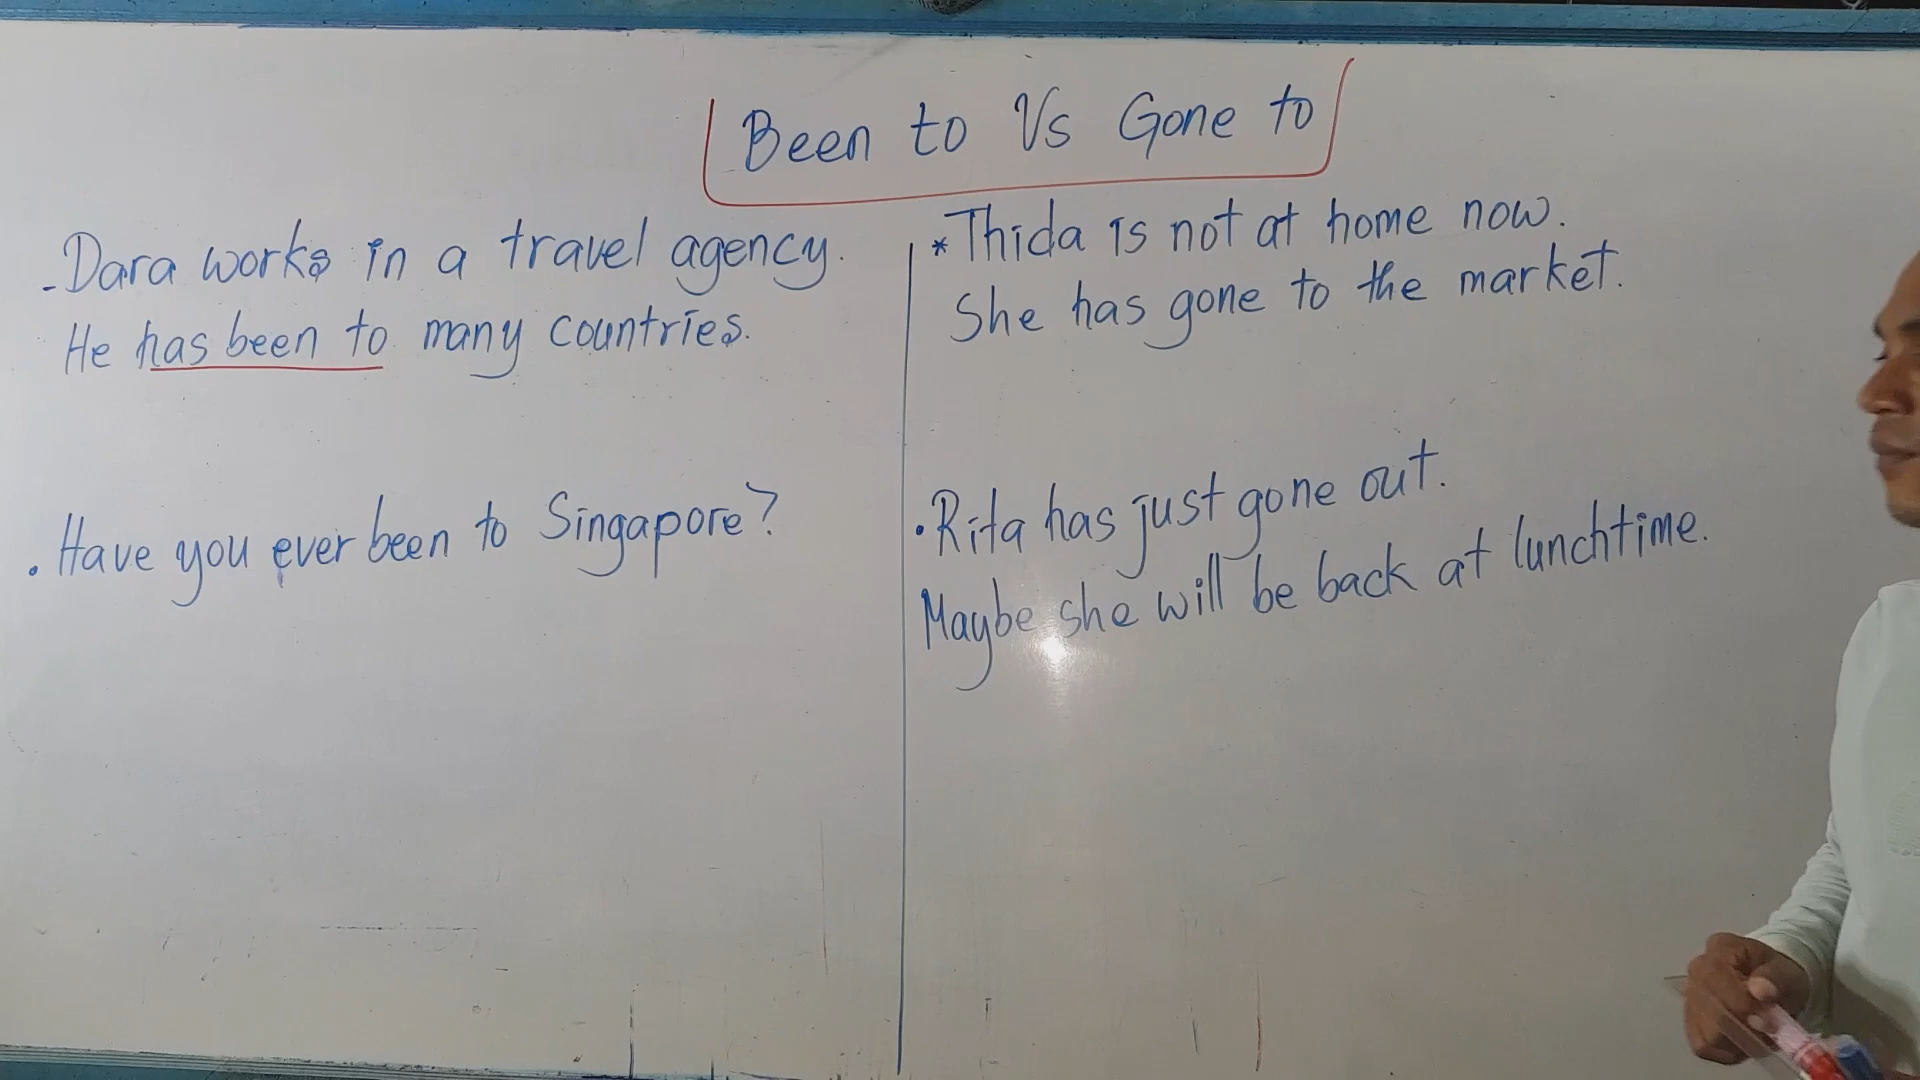 Been to Vs Gone to
- Dara works in a travel agency.
He has been to many countries.
. Have you ever been to Singapore?
* Thida is not at home now.
She has gone to the market.
. Rita has just gone out.
Maybe she will be back at lunchtime.